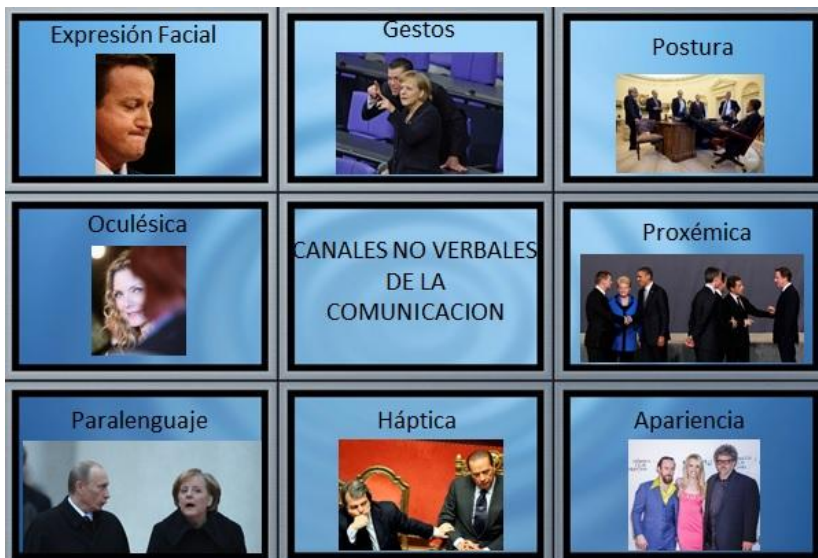 Expresión Facial
Gestos
Postura
Oculésica
CANALES NO VERBALES
DE LA
COMUNICACION
Proxémica
Paralenguaje
Háptica
Apariencia